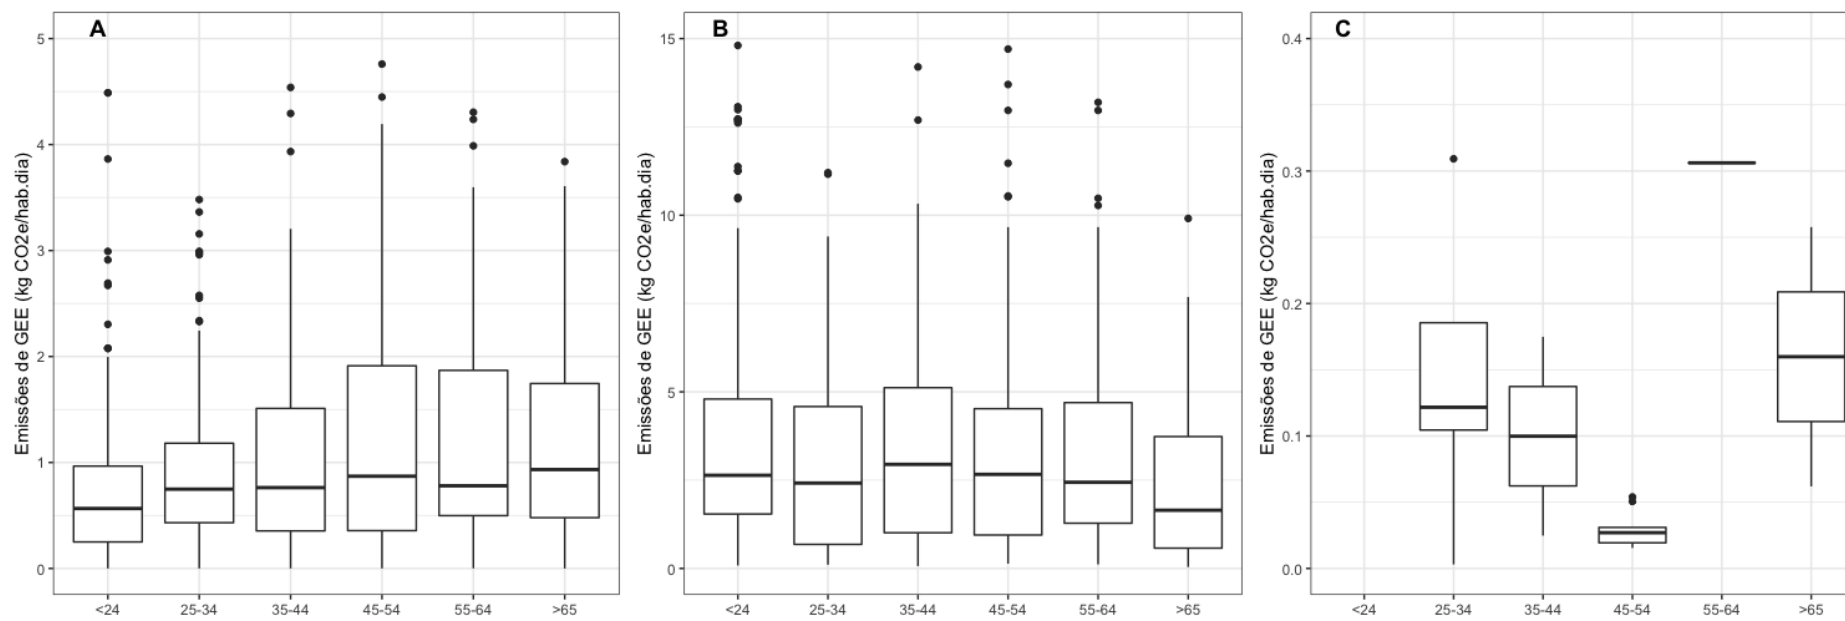 A
Emissões de GEE (kg CO2e/hab.dia)
5
4
3
2
1
0
<24 25-34 35-44 45-54 55-64 >65
B
Emissões de GEE (kg CO2e/hab.dia)
15
10
5
0
<24 25-34 35-44 45-54 55-64 >65
C
Emissões de GEE (kg CO2e/hab.dia)
0.4
0.3
0.2
0.1
0.0
<24 25-34 35-44 45-54 55-64 >65